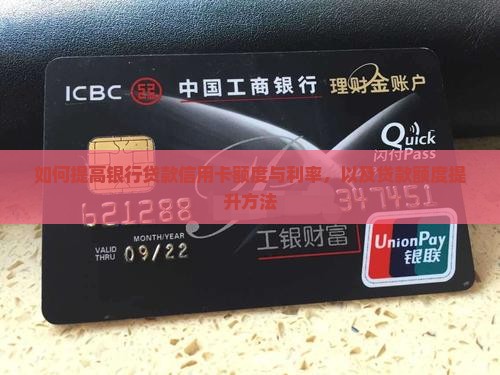 ICBC 中国工商银行 理财金账户
Quick
闪付Pass
如何提高银行贷款信用卡额度与利率，以及贷款额度提
升方法
621288 347451
MONTH/YEAR
VALID
THRU 09/22
工银财富
UnionPay
银联